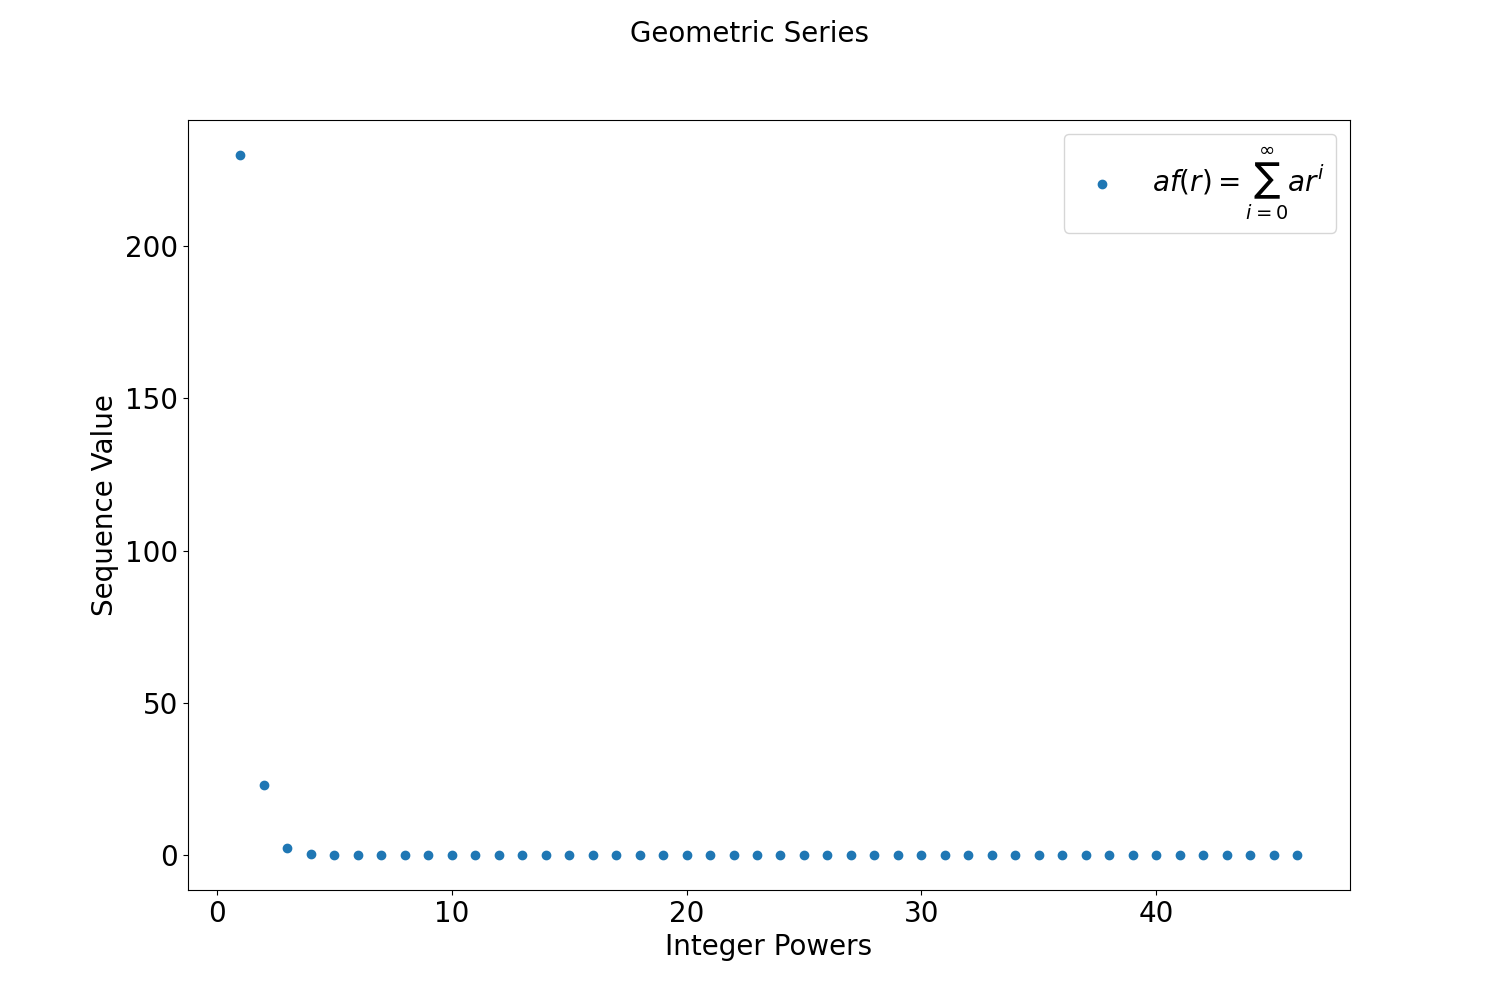 Geometric Series
af(r) = ∞∑i = 0 ar^i
200
150
100
50
0
Sequence Value
0 10 20 30 40
Integer Powers